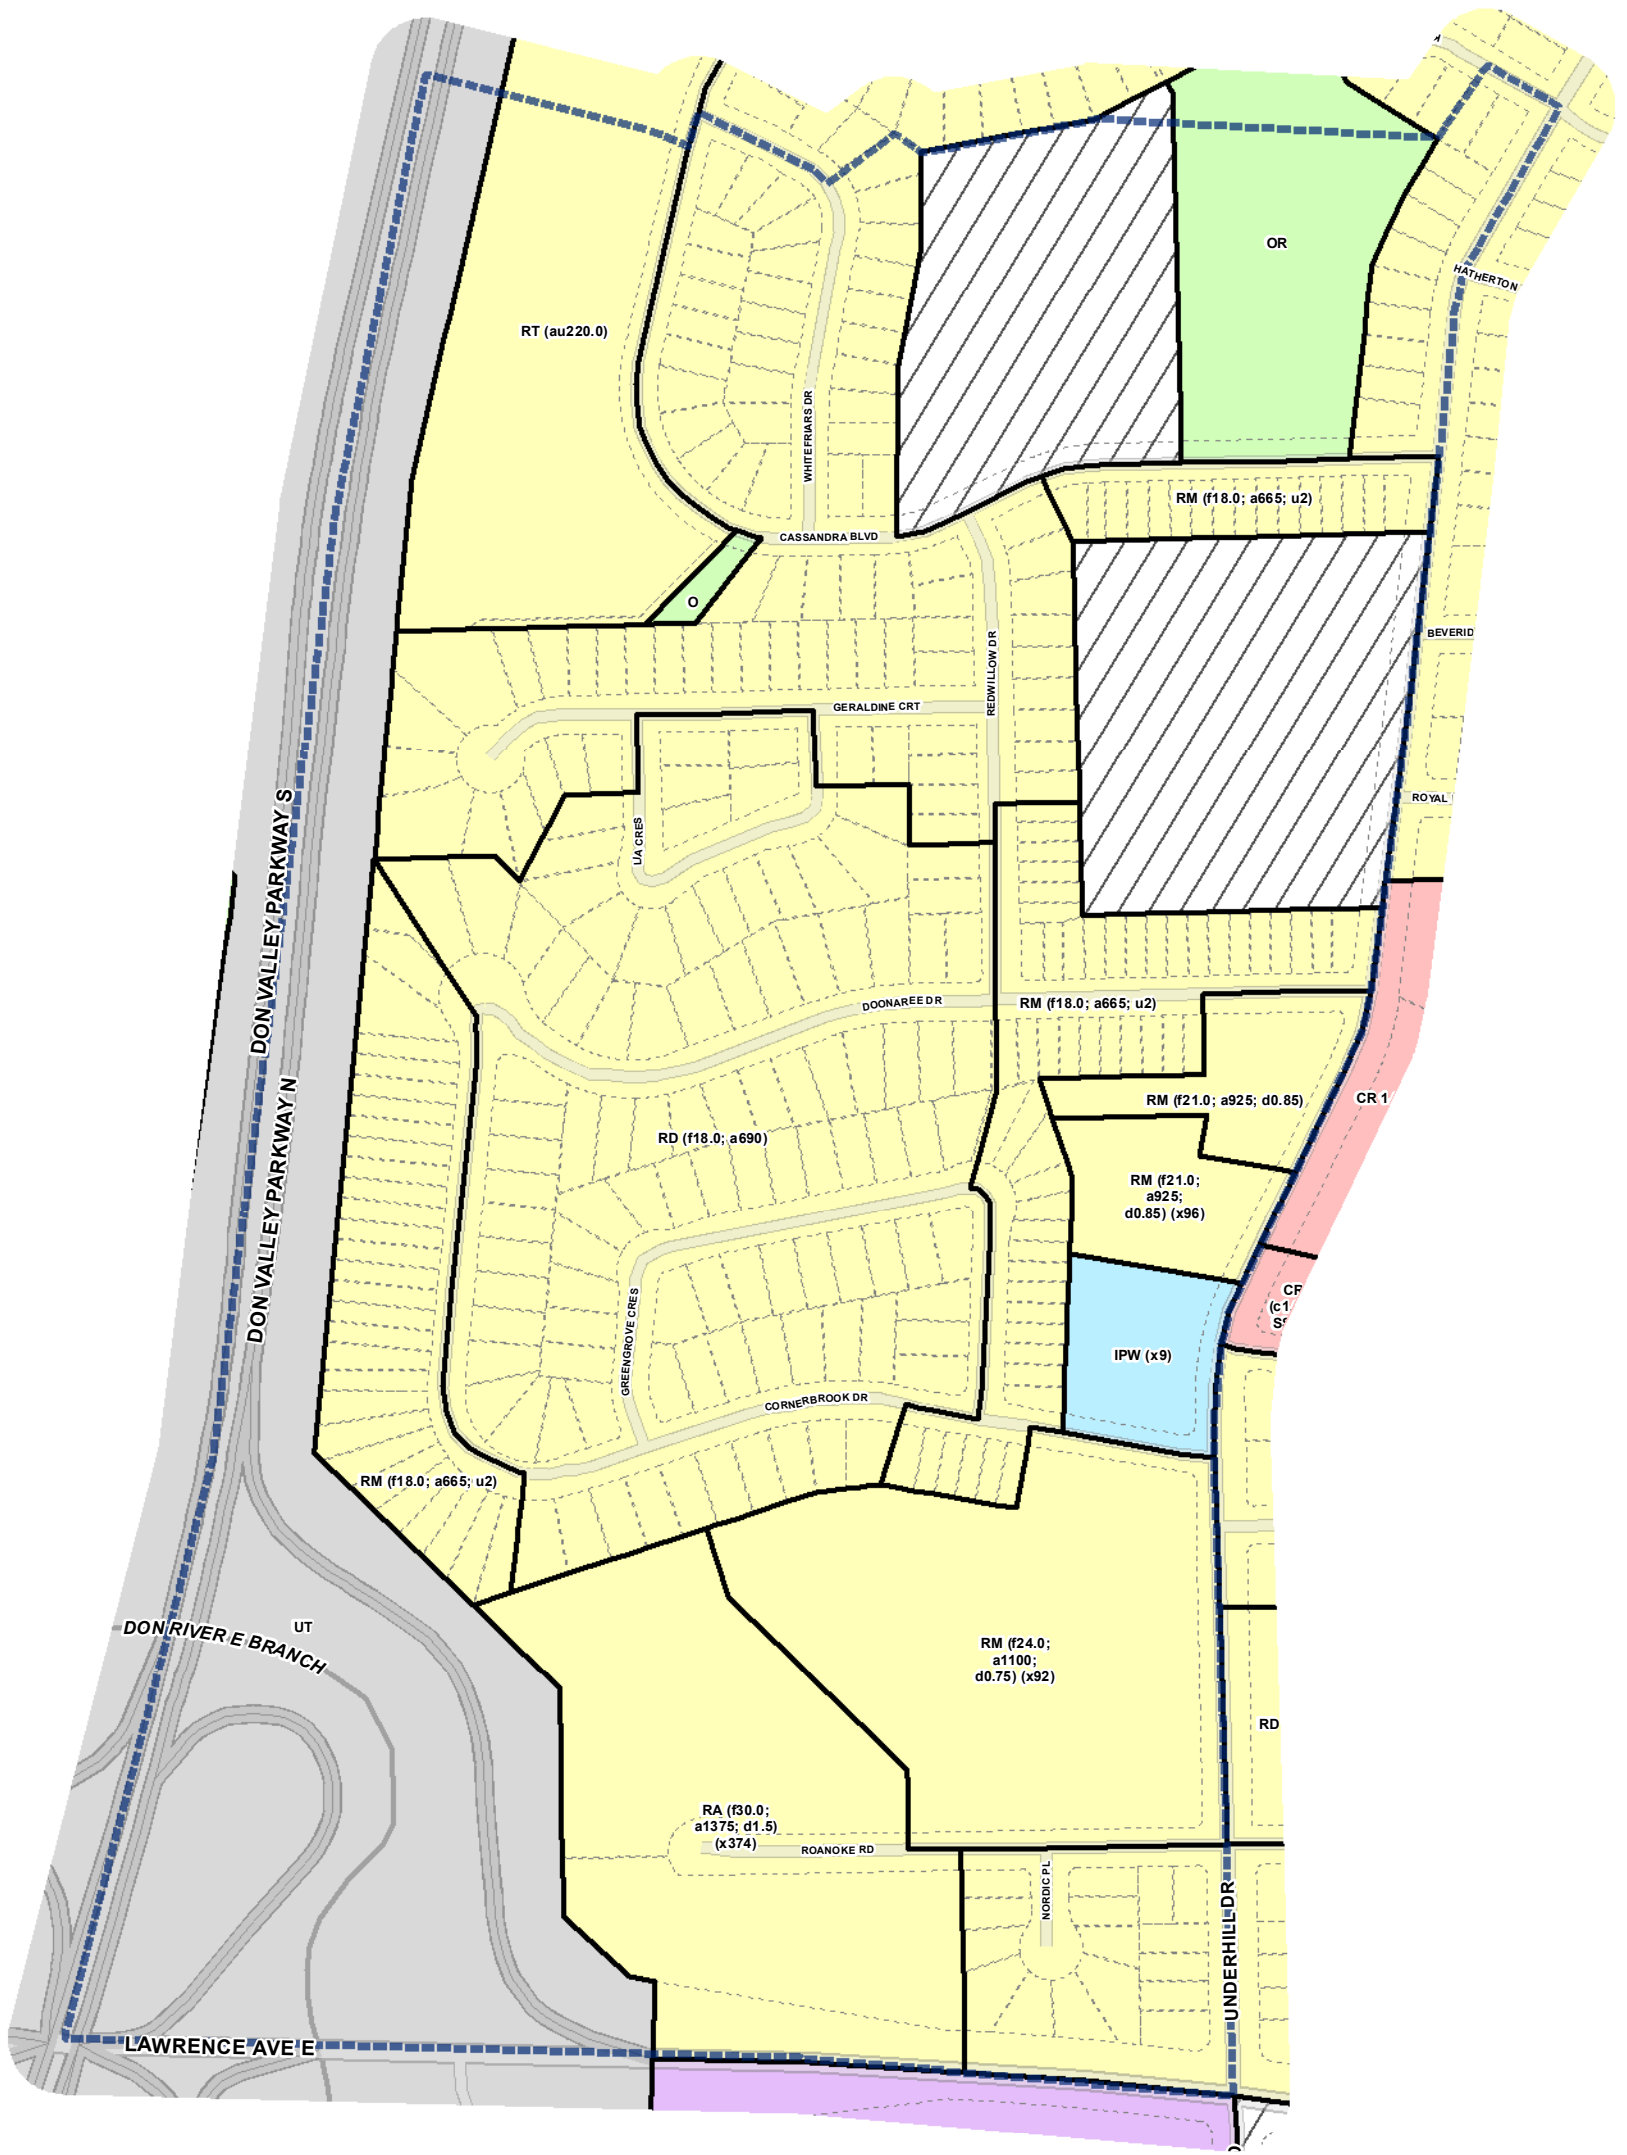 OR
HATHERTON
RT (au220.0)
WHITEFRIARS DR
RM (f18.0; a665; u2)
CASSANDRA BLVD
O
BEVERID
REDWILLOW DR
GERALDINE CRT
ROYAL
LIA CRES
DON VALLEY PARKWAY S
DOONAREE DR
RM (f18.0; a665; u2)
CR 1
RM (f21.0; a925; d0.85)
RD (f18.0; a690)
DON VALLEY PARKWAY N
RM (f21.0;
a925;
d0.85) (x96)
CR
(c1.
SS
GREENGROVE CRES
IPW (x9)
CORNERBROOK DR
RM (f18.0; a665; u2)
UT
DON RIVER E BRANCH
RM (f24.0;
a1100;
d0.75) (x92)
RD
RA (f30.0;
a1375; d1.5)
(x374)
ROANOKE RD
NORDIC PL
UNDERHILL DR
LAWRENCE AVE E